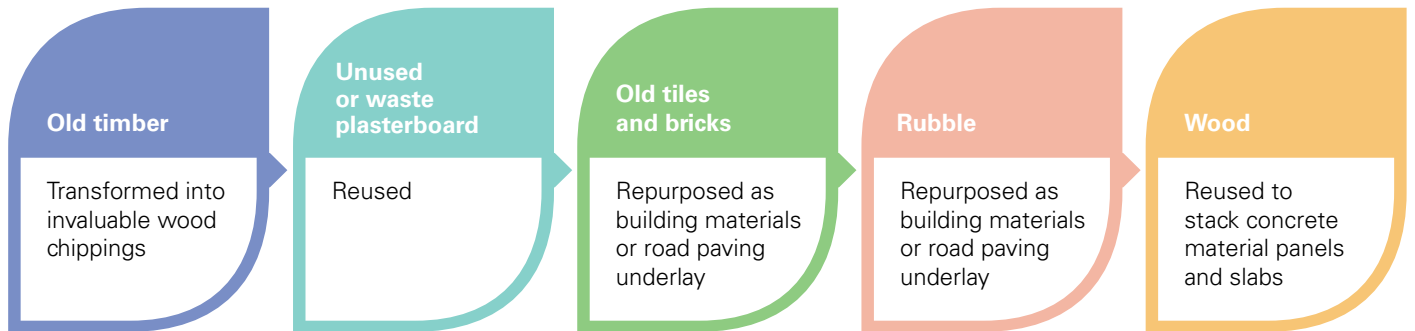 Old timber
Transformed into
invaluable wood
chippings
Unused
or waste
plasterboard
Reused
Old tiles
and bricks
Repurposed as
building materials
or road paving
underlay
Rubble
Repurposed as
building materials
or road paving
underlay
Wood
Reused to
stack concrete
material panels
and slabs